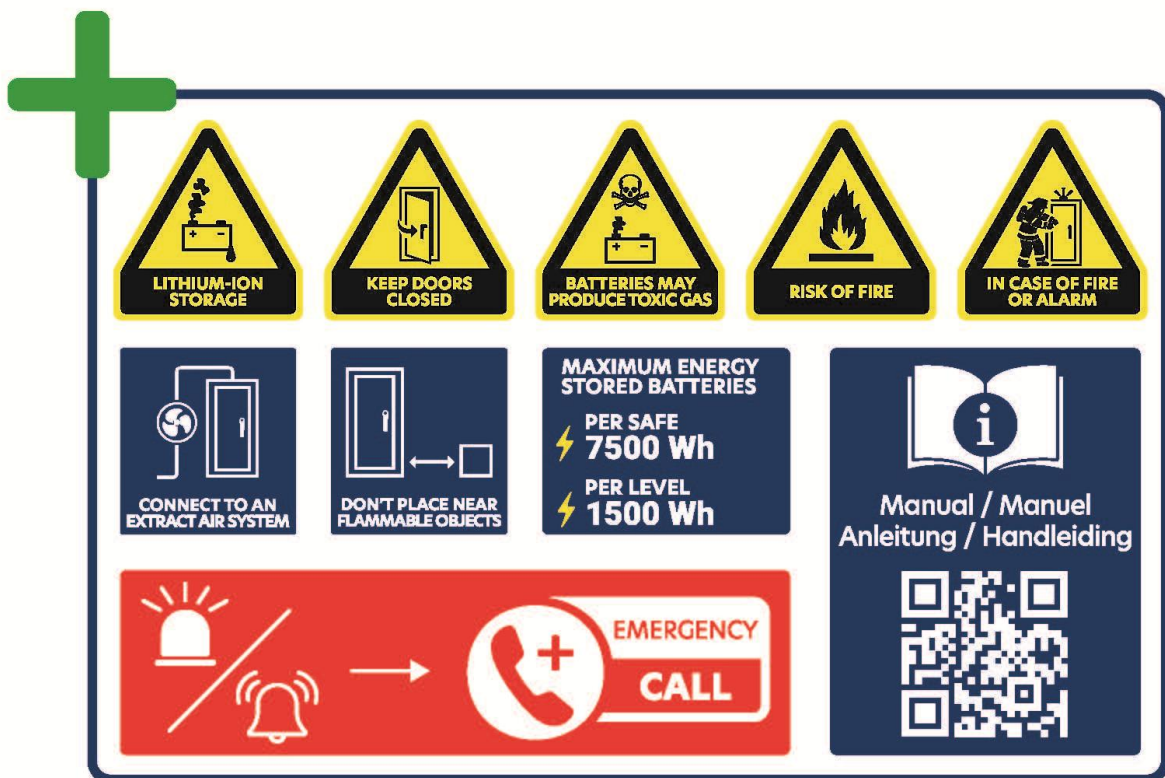 LITHIUM-ION
STORAGE
KEEP DOORS
CLOSED
BATTERIES MAY
PRODUCE TOXIC GAS
RISK OF FIRE
IN CASE OF FIRE
OR ALARM
CONNECT TO AN
EXTRACT AIR SYSTEM
DON'T PLACE NEAR
FLAMMABLE OBJECTS
MAXIMUM ENERGY
STORED BATTERIES
PER SAFE
7500 Wh
PER LEVEL
1500 Wh
Manual / Manuel
Anleitung / Handleiding
EMERGENCY
CALL